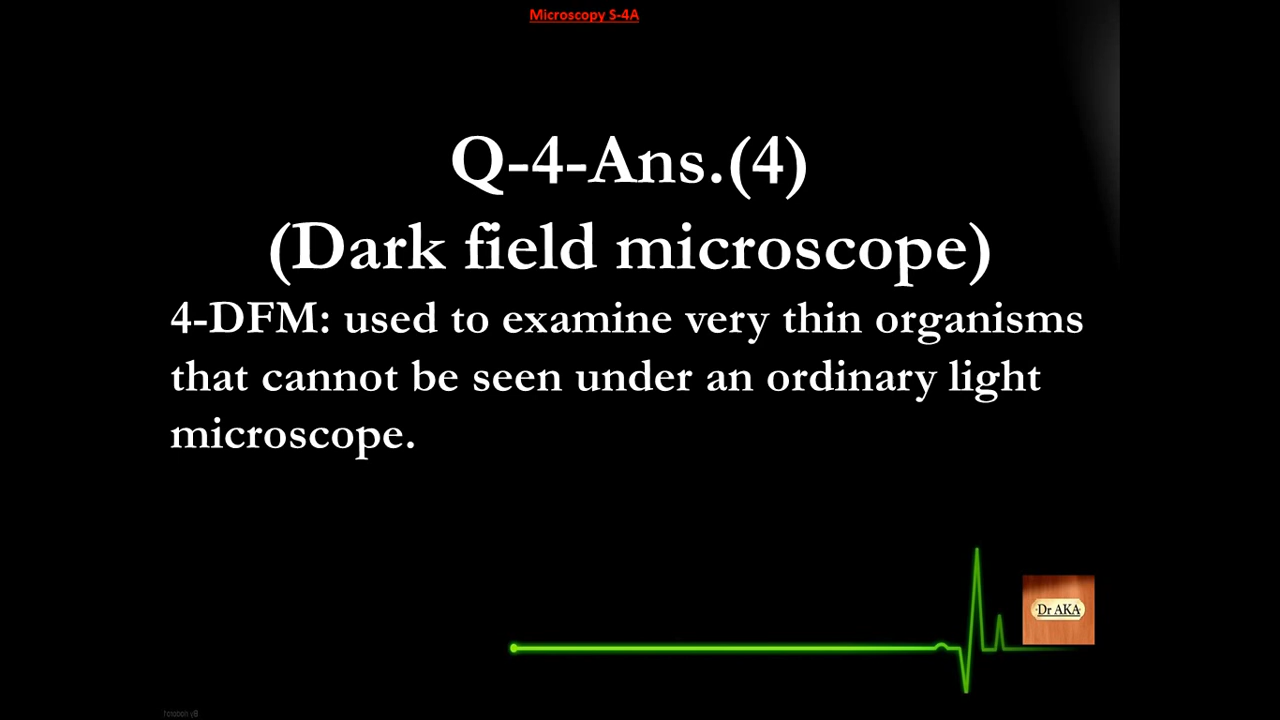 Microscopy S-4A
Q-4-Ans.(4)
(Dark field microscope)
4-DFM: used to examine very thin organisms
that cannot be seen under an ordinary light
microscope.
Dr AKA